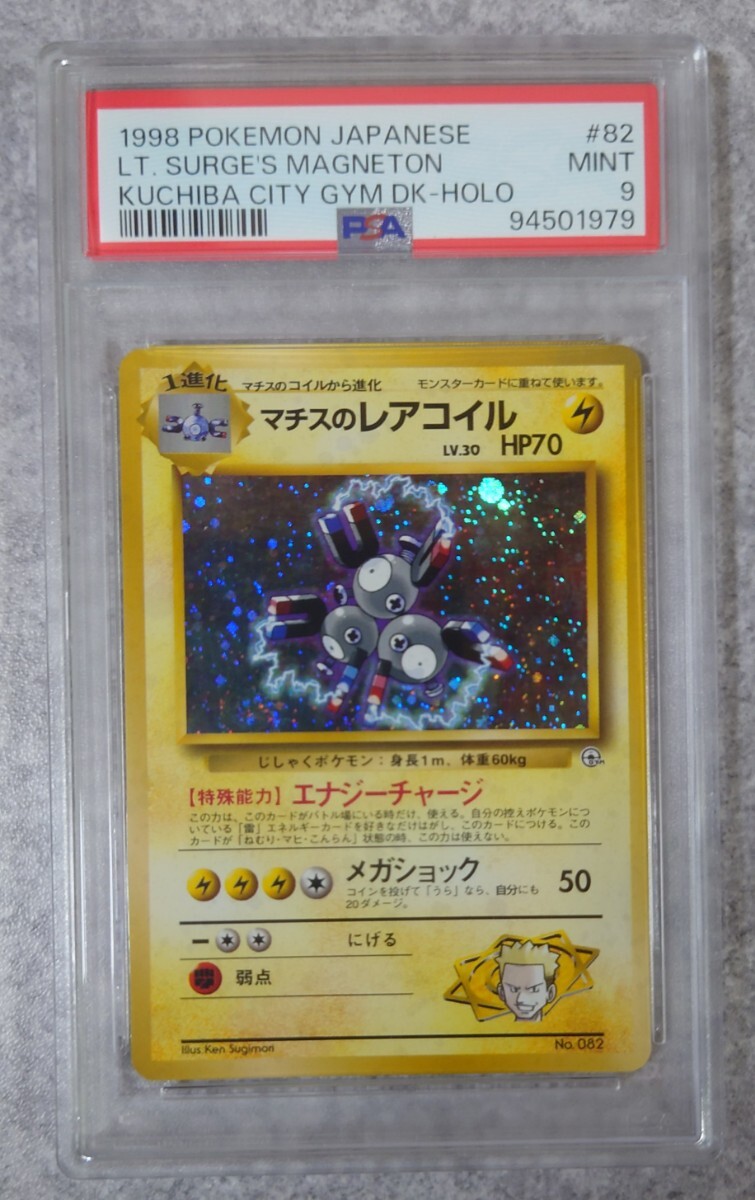 1998 POKEMON JAPANESE #82
LT. SURGE'S MAGNETON MINT
KUCHIBA CITY GYM DK-HOLO 9
PSA 94501979
1進化 マチスのコイルから進化 モンスターカードに重ねて使います。
マチスのレアコイル
LV.30 HP70
じしゃくポケモン：身長1m、体重60kg
GYM
【特殊能力】エナジーチャージ
この力は、このカードがバトル場にいる時だけ、使える。自分の控えポケモンにつ
いている「雷」エネルギーカードを好きなだけはがし、このカードにつける。この
カードが「ねむり・マヒ・こんらん」状態の時、この力は使えない。
メガショック 50
コインを投げて「うら」なら、自分にも
20ダメージ。
ー にげる
弱点
Illus. Ken Sugimori No. 082